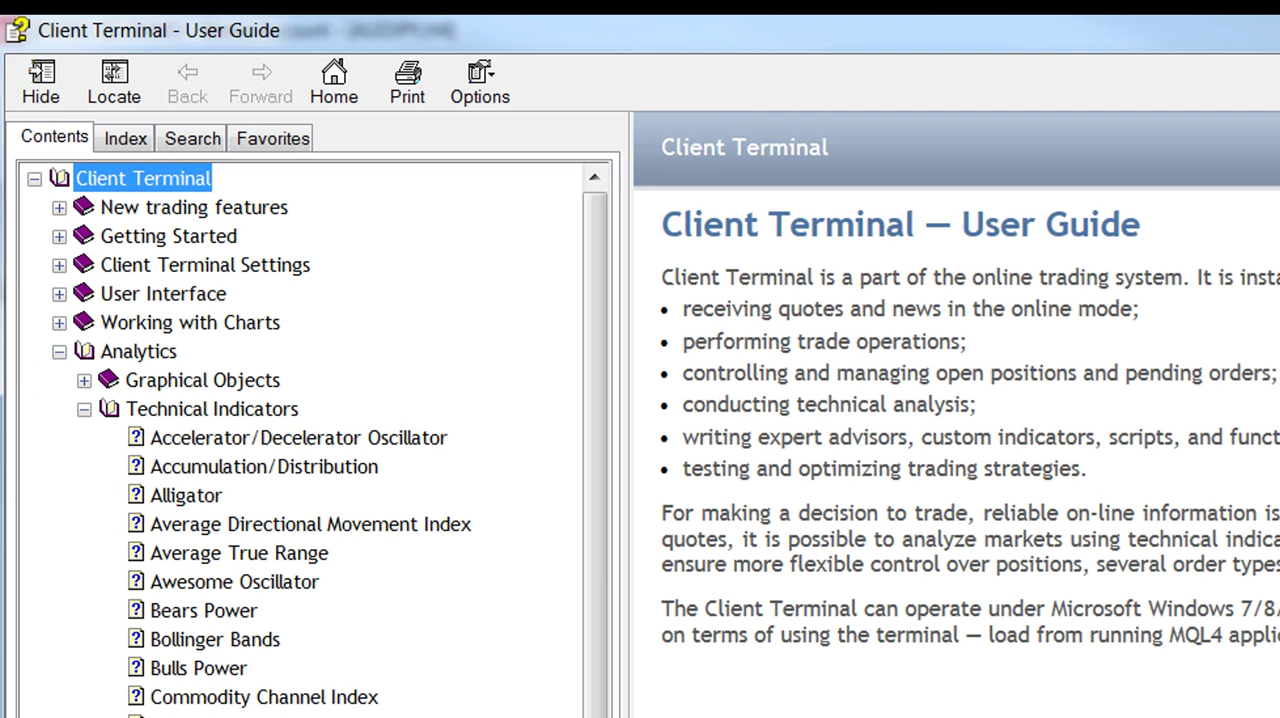 Client Terminal - User Guide
Hide Locate Back Forward Home Print Options
Contents Index Search Favorites
Client Terminal
New trading features
Getting Started
Client Terminal Settings
User Interface
Working with Charts
Analytics
Graphical Objects
Technical Indicators
Accelerator/Decelerator Oscillator
Accumulation/Distribution
Alligator
Average Directional Movement Index
Average True Range
Awesome Oscillator
Bears Power
Bollinger Bands
Bulls Power
Commodity Channel Index
Client Terminal
Client Terminal — User Guide
Client Terminal is a part of the online trading system. It is insta
• receiving quotes and news in the online mode;
• performing trade operations;
• controlling and managing open positions and pending orders;
• conducting technical analysis;
• writing expert advisors, custom indicators, scripts, and funct
• testing and optimizing trading strategies.
For making a decision to trade, reliable on-line information is
quotes, it is possible to analyze markets using technical indica
ensure more flexible control over positions, several order types
The Client Terminal can operate under Microsoft Windows 7/8/
on terms of using the terminal — load from running MQL4 appli